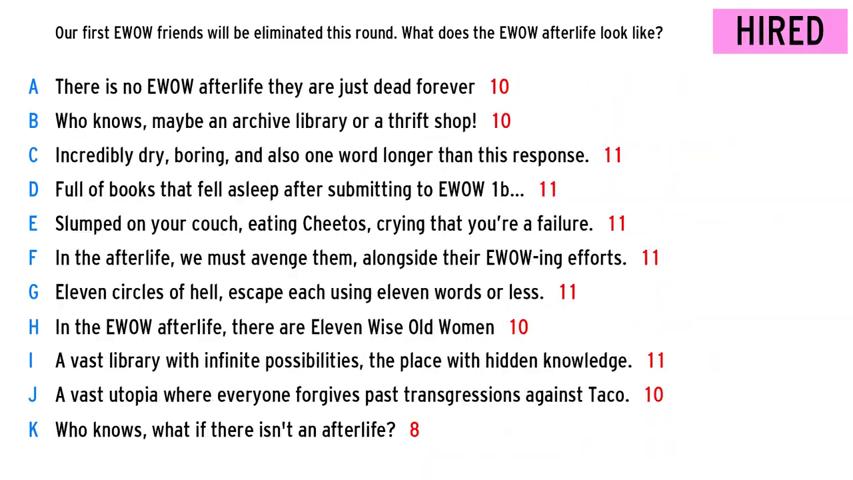 Our first EWOW friends will be eliminated this round. What does the EWOW afterlife look like?
HIRED
A There is no EWOW afterlife they are just dead forever 10
B Who knows, maybe an archive library or a thrift shop! 10
C Incredibly dry, boring, and also one word longer than this response. 11
D Full of books that fell asleep after submitting to EWOW 1b... 11
E Slumped on your couch, eating Cheetos, crying that you're a failure. 11
F In the afterlife, we must avenge them, alongside their EWOW-ing efforts. 11
G Eleven circles of hell, escape each using eleven words or less. 11
H In the EWOW afterlife, there are Eleven Wise Old Women 10
I A vast library with infinite possibilities, the place with hidden knowledge. 11
J A vast utopia where everyone forgives past transgressions against Taco. 10
K Who knows, what if there isn't an afterlife? 8